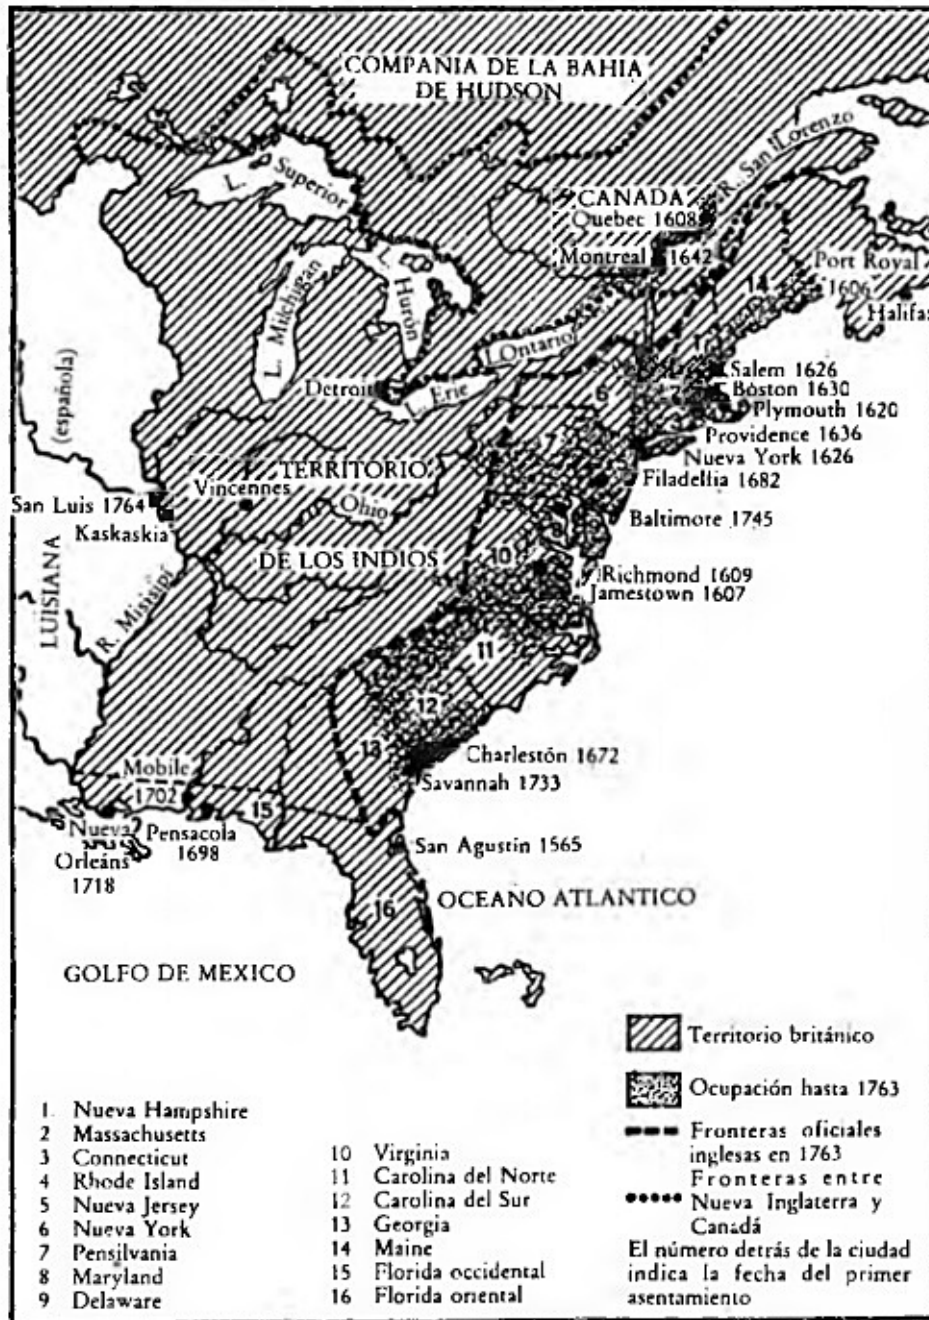 COMPAÑIA DE LA BAHIA
DE HUDSON
R. San Lorenzo
L. Superior
CANADA
Quebec 1608
Montreal 1642
Port Royal
1606
Halifax
14
L. Michigan
L. Hurón
L. Ontario
1
Detroit
L. Erie
6
Salem 1626
Boston 1630
Plymouth 1620
Providence 1636
Nueva York 1626
(española)
7
TERRITORIO
Filadelfia 1682
Vincennes
San Luis 1764
Ohio
Baltimore 1745
Kaskaskia
DE LOS INDIOS
10
Richmond 1609
Jamestown 1607
LUISIANA
R. Misisipí
11
12
13
Charlestón 1672
Savannah 1733
Mobile
1702
15
Nueva
Orleáns
1718
Pensacola
1698
San Agustín 1565
16
OCEANO ATLANTICO
GOLFO DE MEXICO
Territorio británico
Ocupación hasta 1763
Fronteras oficiales
inglesas en 1763
Fronteras entre
Nueva Inglaterra y
Canadá
El número detrás de la ciudad
indica la fecha del primer
asentamiento
1. Nueva Hampshire
2 Massachusetts
3 Connecticut
4 Rhode Island
5 Nueva Jersey
6 Nueva York
7 Pensilvania
8 Maryland
9 Delaware
10 Virginia
11 Carolina del Norte
12 Carolina del Sur
13 Georgia
14 Maine
15 Florida occidental
16 Florida oriental